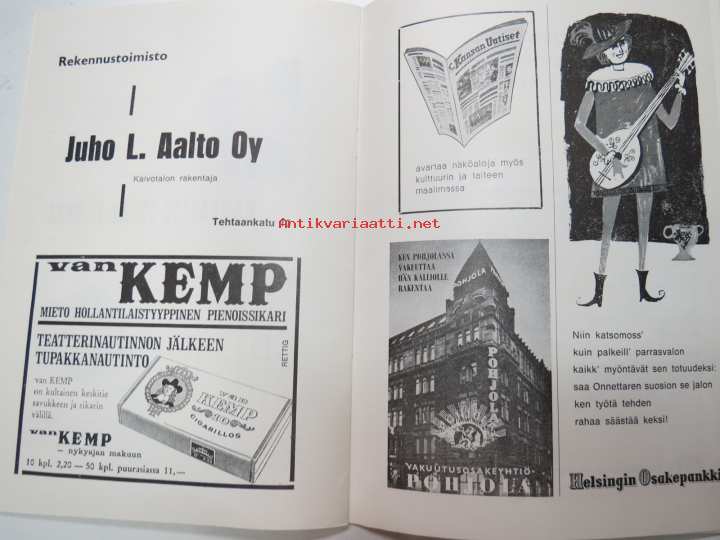 Rekennustoimisto
Juho L. Aalto Oy
Kaivotalon rakentaja
Tehtaankatu
Antikvariaatti.net
van KEMP
MIETO HOLLANTILAISTYYPPINEN PIENOISSIKARI
TEATTERINAUTINNON JÄLKEEN
TUPAKKANAUTINTO
RETTIG
van KEMP
on kultainen keskitie
savukkeen ja sikarin
välillä.
VAN
KEMP
10
CIGARILLOS
van KEMP
– nykyajan makuun
10 kpl. 2,20 – 50 kpl. puurasiassa 11,—
Kansan Uutiset
avartaa näköaloja myös
kulttuurin ja taiteen
maailmassa
KEN POHJOLASSA
VAKUUTTAA
HÄN KALLIOLLE
RAKENTAA
POHJOLA
POHJOLA
VAKUUTUSOSAKEYHTIÖ
POHJOLA
Niin katsomoss'
kuin palkeill' parrasvalon
kaikk' myöntävät sen totuudeksi:
saa Onnettaren suosion se jalon
ken työtä tehden
rahaa säästää keksi!
Helsingin Osakepankki